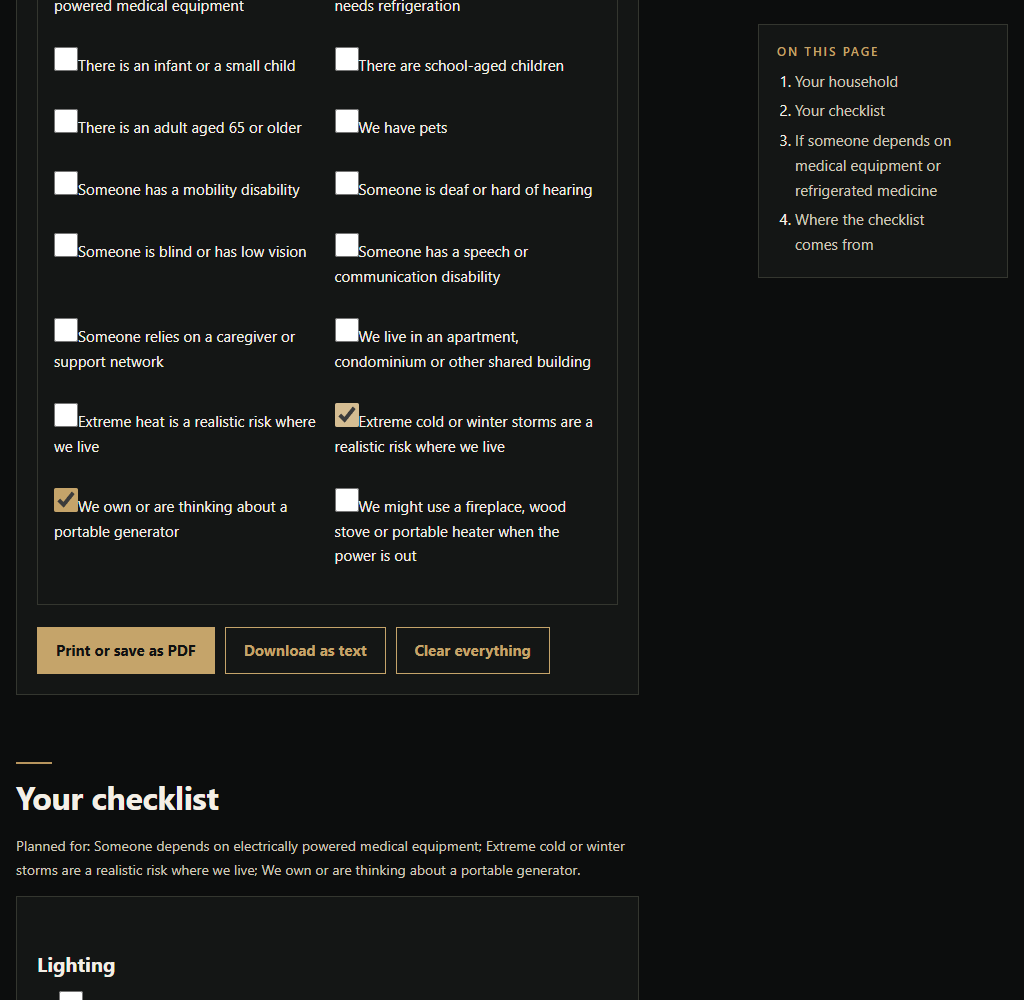 powered medical equipment
needs refrigeration
There is an infant or a small child
There are school-aged children
There is an adult aged 65 or older
We have pets
Someone has a mobility disability
Someone is deaf or hard of hearing
Someone is blind or has low vision
Someone has a speech or
communication disability
Someone relies on a caregiver or
support network
We live in an apartment,
condominium or other shared building
Extreme heat is a realistic risk where
we live
Extreme cold or winter storms are a
realistic risk where we live
We own or are thinking about a
portable generator
We might use a fireplace, wood
stove or portable heater when the
power is out
Print or save as PDF
Download as text
Clear everything
Your checklist
Planned for: Someone depends on electrically powered medical equipment; Extreme cold or winter
storms are a realistic risk where we live; We own or are thinking about a portable generator.
Lighting
ON THIS PAGE
1. Your household
2. Your checklist
3. If someone depends on
medical equipment or
refrigerated medicine
4. Where the checklist
comes from